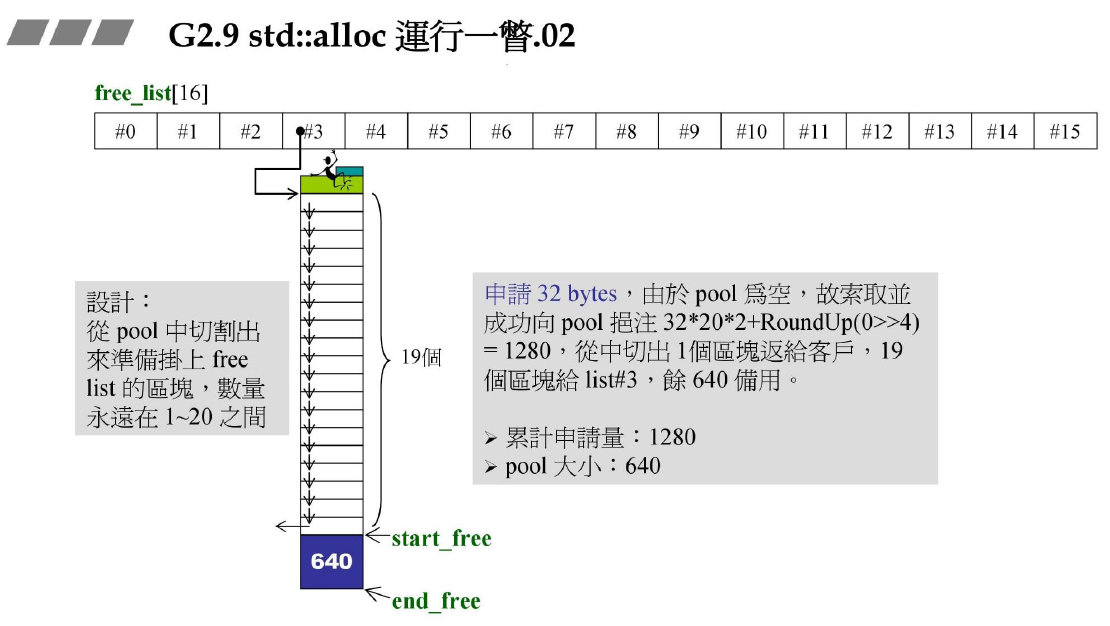 G2.9 std::alloc 運行一瞥.02
free_list[16]
#0 #1 #2 #3 #4 #5 #6 #7 #8 #9 #10 #11 #12 #13 #14 #15
設計：
從 pool 中切割出
來準備掛上 free
list 的區塊，數量
永遠在 1~20 之間
19個
申請 32 bytes，由於 pool 爲空，故索取並
成功向 pool 挹注 32*20*2+RoundUp(0>>4)
= 1280，從中切出 1個區塊返給客戶，19
個區塊給 list#3，餘 640 備用。
➢ 累計申請量：1280
➢ pool 大小：640
start_free
640
end_free